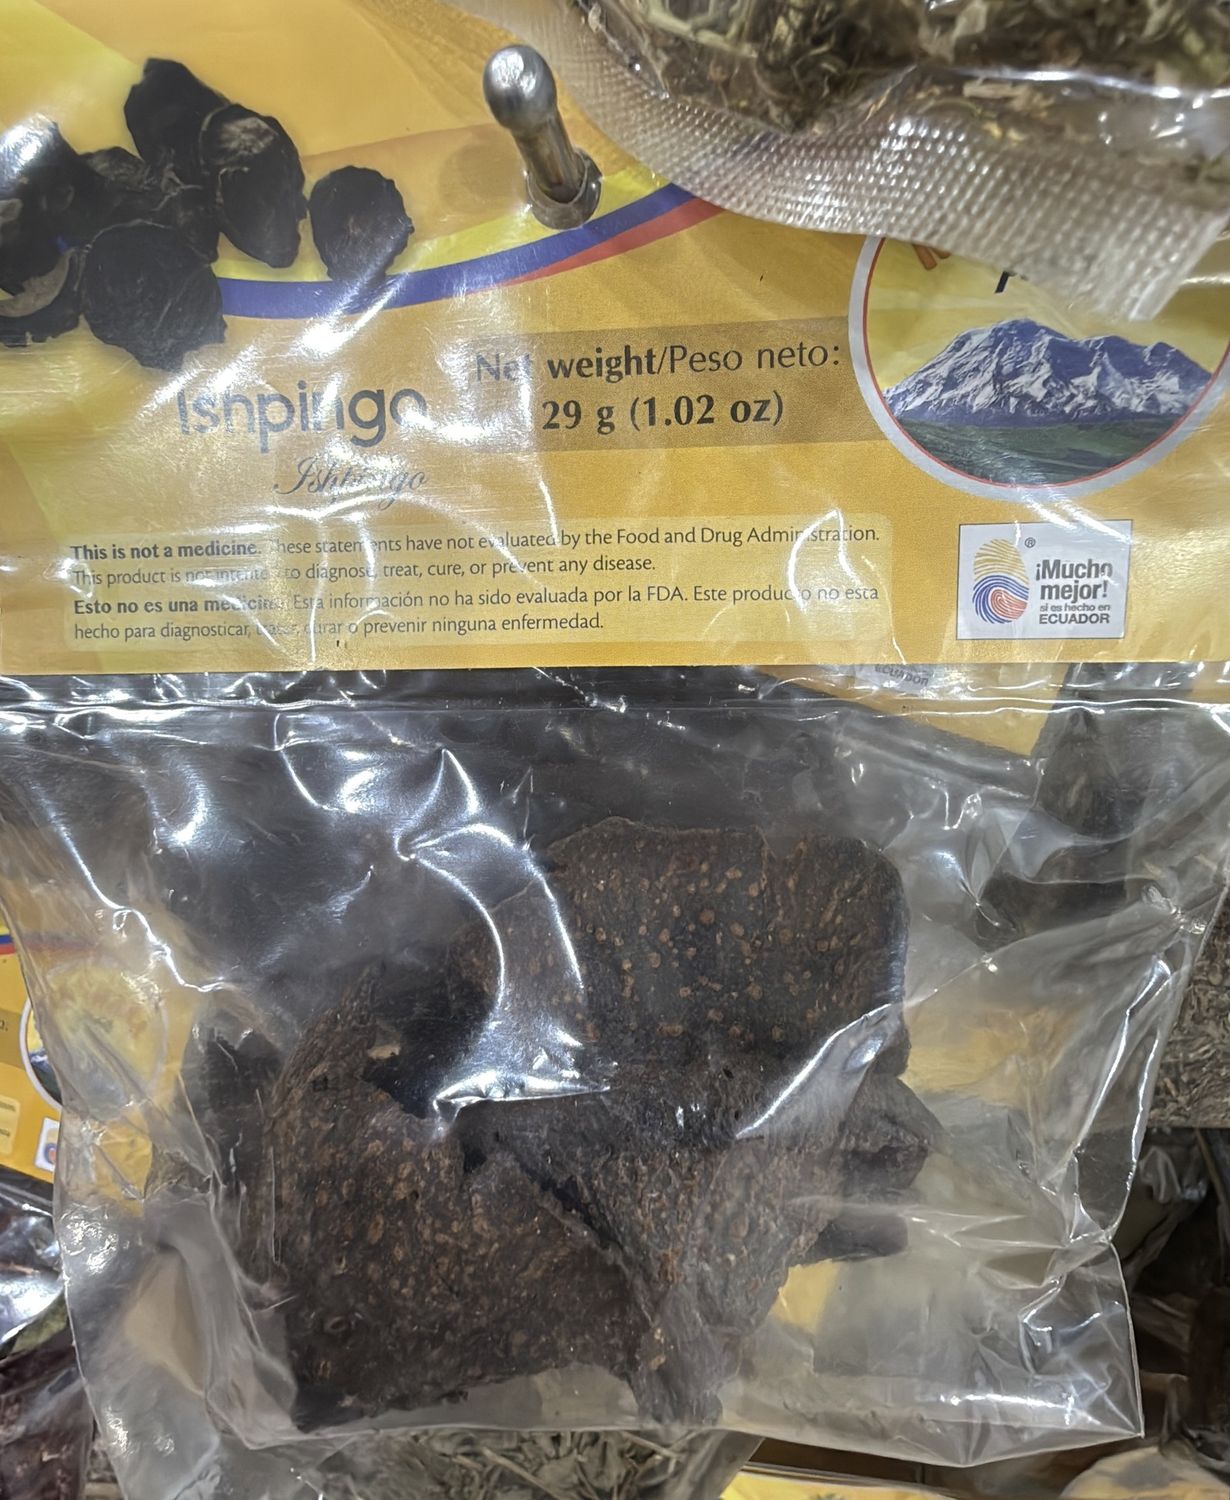 Net weight/Peso neto:
29 g (1.02 oz)
Ishpingo
Ishpingo
This is not a medicine. These statements have not evaluated by the Food and Drug Administration.
This product is not intente to diagnose, treat, cure, or prevent any disease.
Esto no es una medicina. Esta información no ha sido evaluada por la FDA. Este producto no esta
hecho para diagnosticar, tratar, curar o prevenir ninguna enfermedad.
®
¡Mucho
mejor!
si es hecho en
ECUADOR
ECUADOR